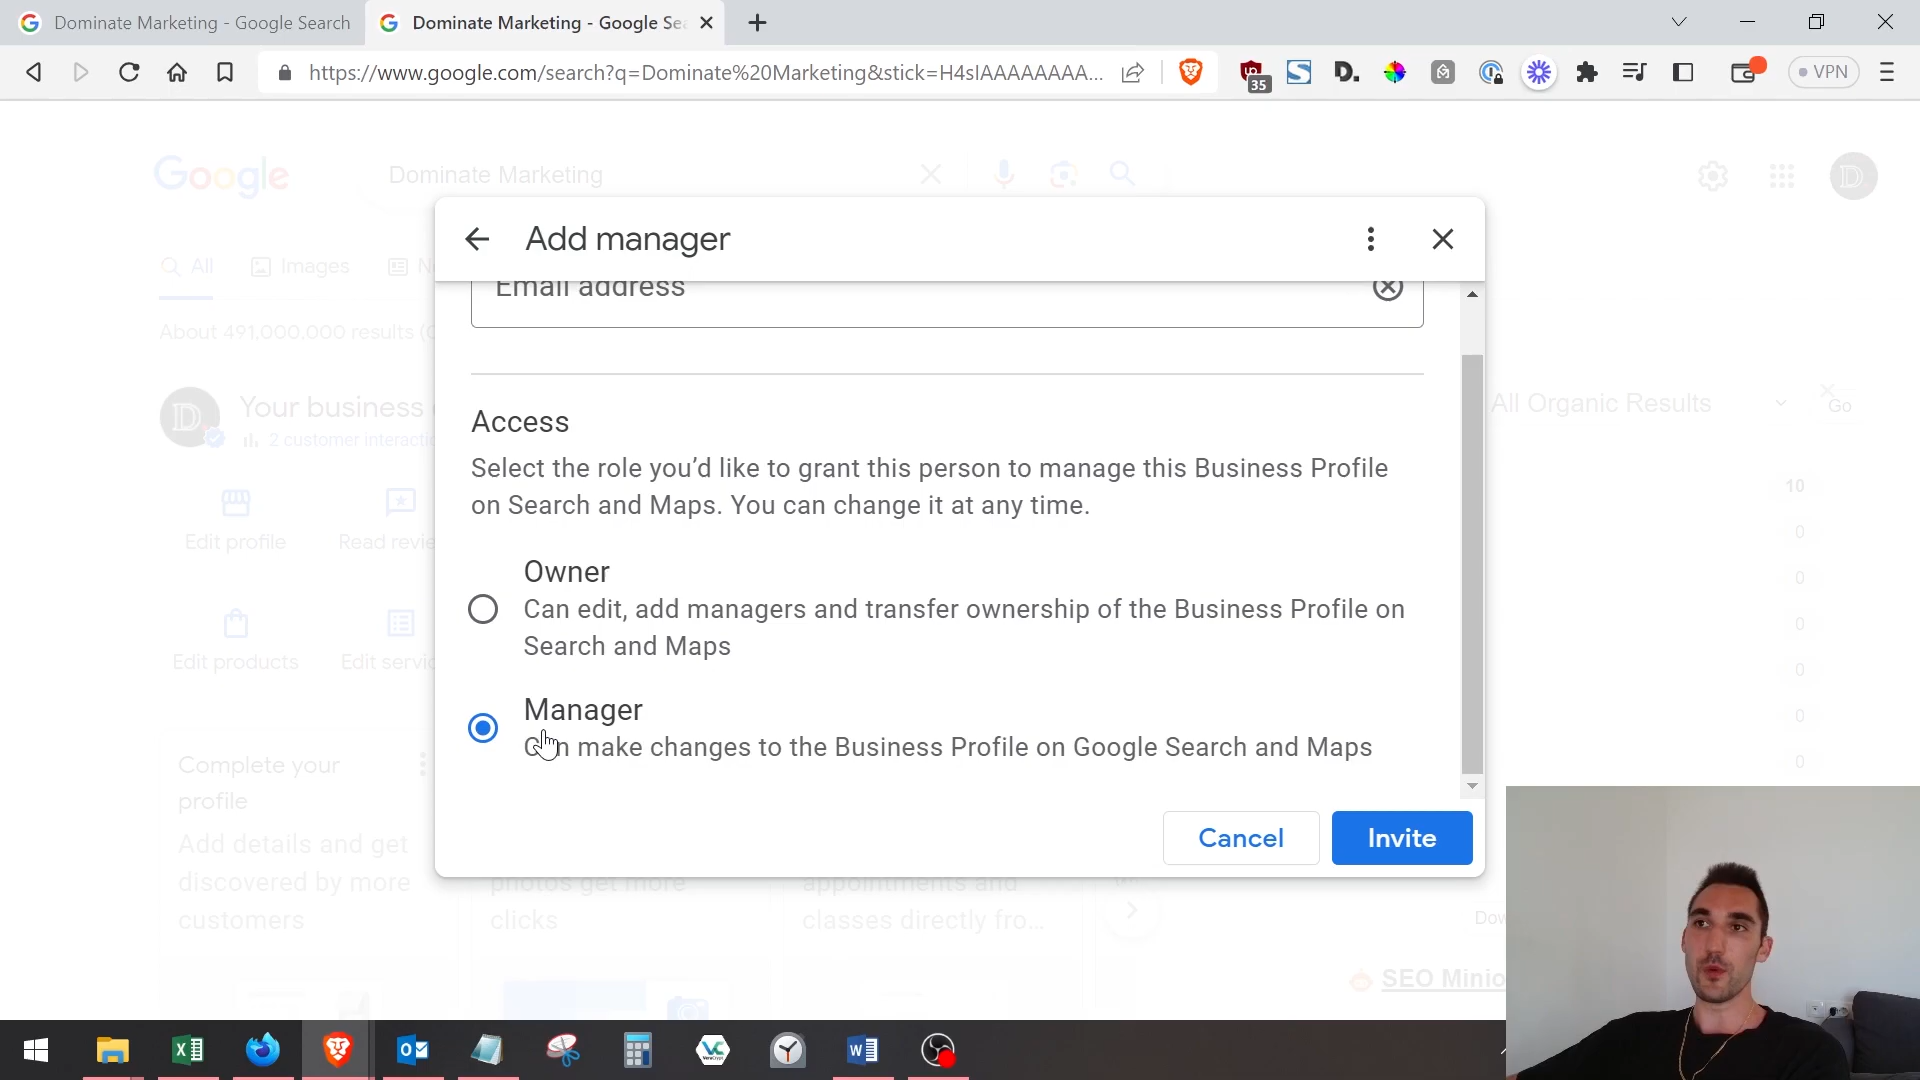 Dominate Marketing - Google Search
Dominate Marketing - Google Sea
https://www.google.com/search?q=Dominate%20Marketing&stick=H4sIAAAAAAAA...
35
D.
VPN
Google
Dominate Marketing
D
Add manager
All
Images
Email address
About 491,000,000 results
Access
D
Your business
All Organic Results
Go
2 customer interactio
Select the role you’d like to grant this person to manage this Business Profile
on Search and Maps. You can change it at any time.
10
0
Edit profile
Read revie
Owner
0
Can edit, add managers and transfer ownership of the Business Profile on
0
Search and Maps
Edit products
Edit servic
0
Manager
0
Can make changes to the Business Profile on Google Search and Maps
0
Complete your
profile
Cancel
Invite
Add details and get
discovered by more
customers
photos get more
clicks
appointments and
classes directly fro...
Dow
SEO Minio